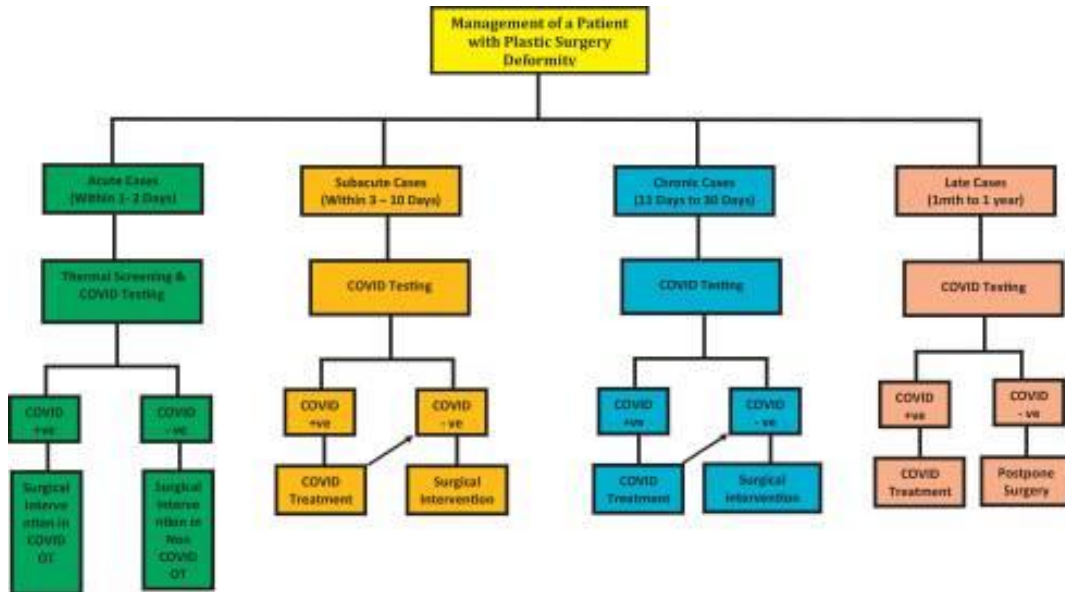 Management of a Patient
with Plastic Surgery
Deformity
Acute Cases
(Within 1- 2 Days)
Subacute Cases
(Within 3 – 10 Days)
Chronic Cases
(11 Days to 30 Days)
Late Cases
(1mth to 1 year)
Thermal Screening &
COVID Testing
COVID Testing
COVID Testing
COVID Testing
COVID
+ve
COVID
- ve
COVID
+ve
COVID
- ve
COVID
+ve
COVID
- ve
COVID
+ve
COVID
- ve
Surgical
Interve
ntion in
COVID
OT
Surgical
Interve
ntion in
Non
COVID
OT
COVID
Treatment
Surgical
Intervention
COVID
Treatment
Surgical
Intervention
COVID
Treatment
Postpone
Surgery